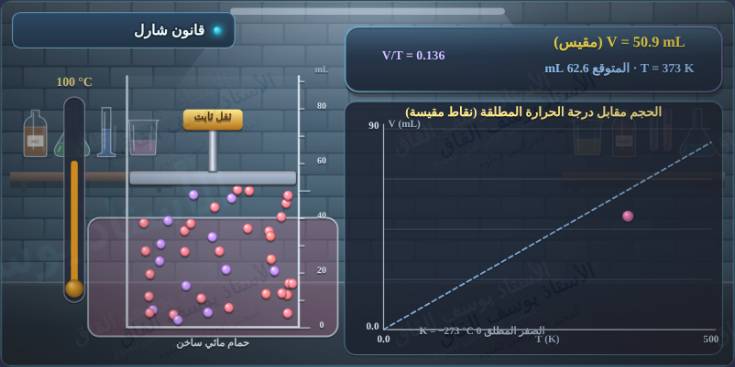 قانون شارل
V = 50.9 mL (مقيس)
V/T = 0.136
T = 373 K · المتوقع 62.6 mL
100 °C
mL
80
60
40
20
0
ثقل ثابت
حمام مائي ساخن
الحجم مقابل درجة الحرارة المطلقة (نقاط مقيسة)
90
V (mL)
0.0
0.0
الصفر المطلق 0 K = −273 °C
T (K)
500